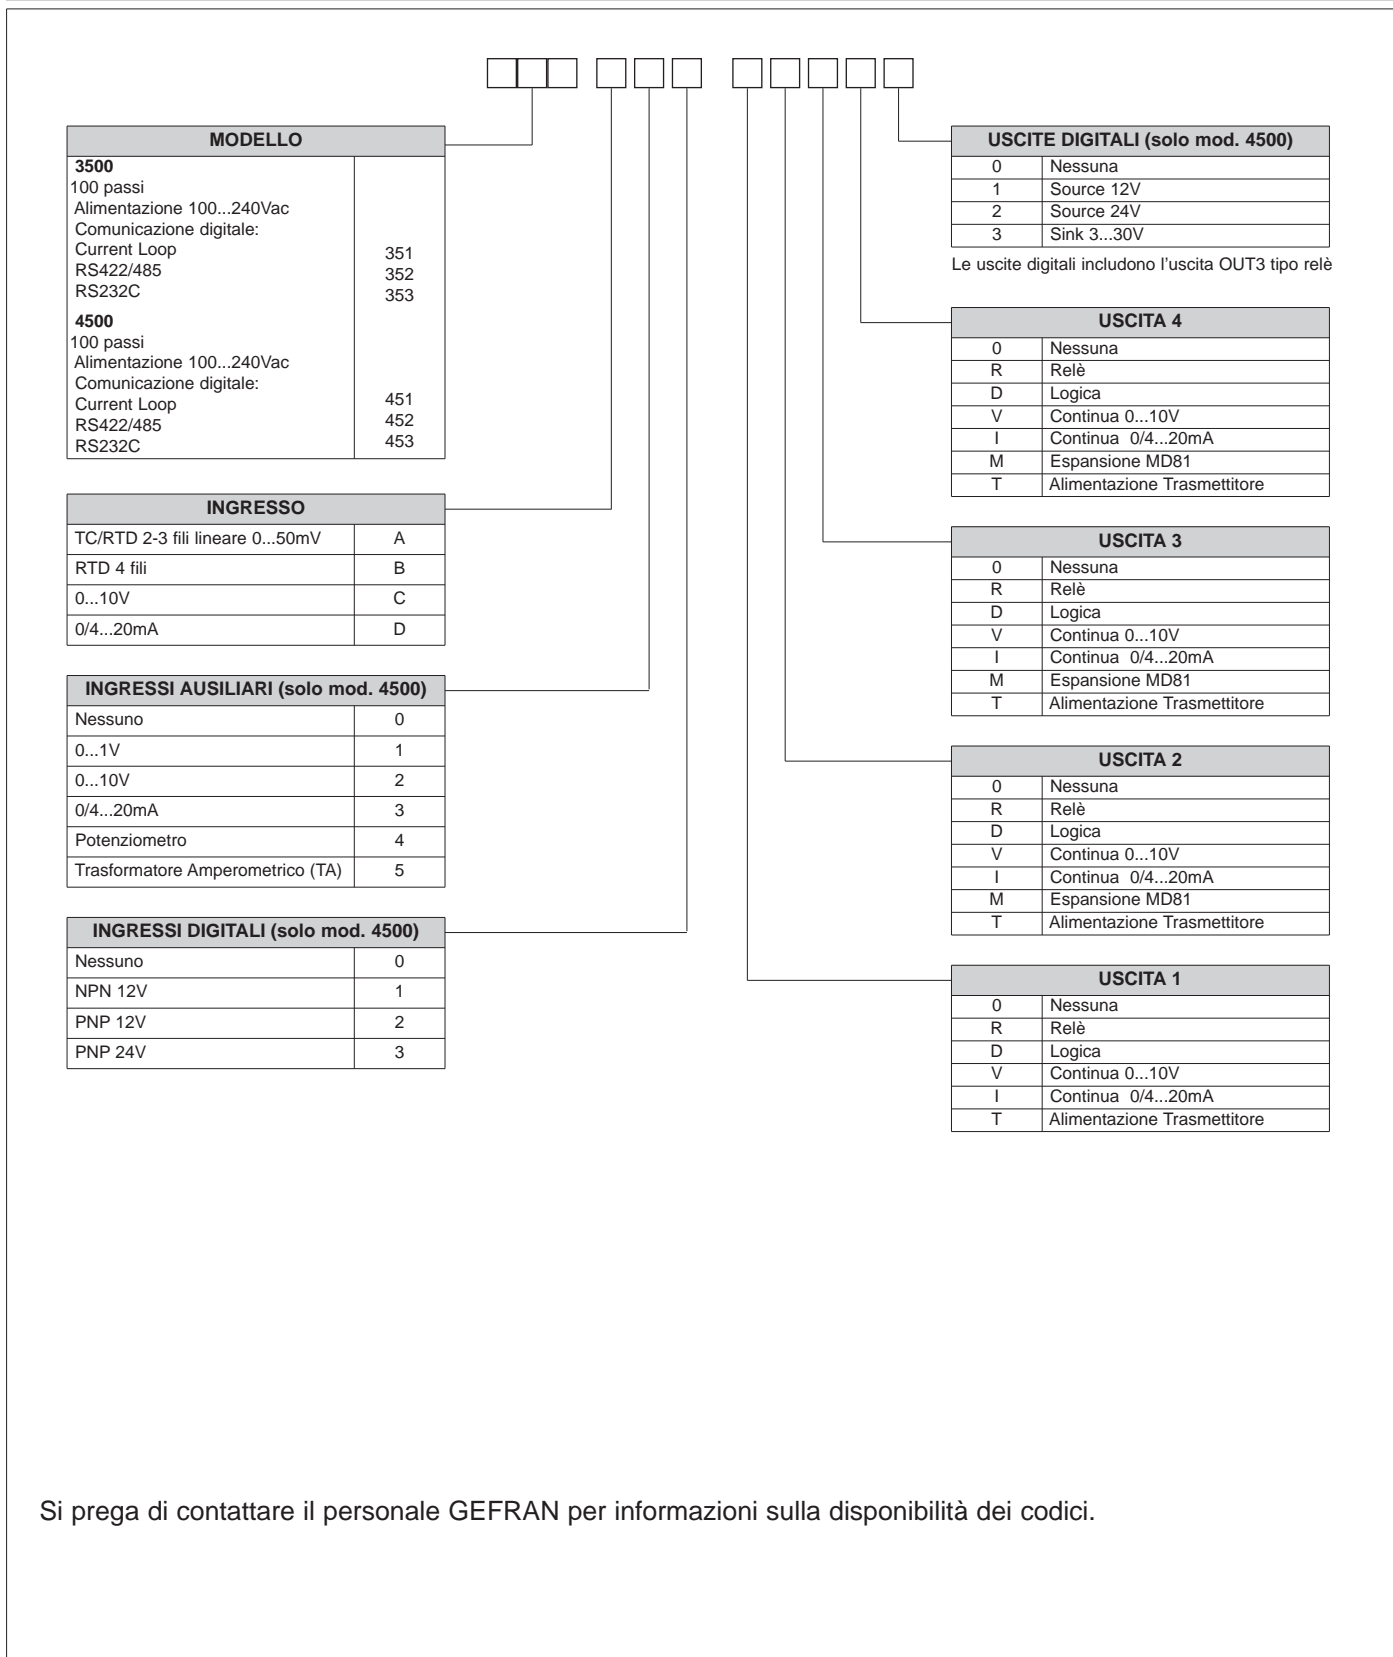 MODELLO
3500
100 passi
Alimentazione 100...240Vac
Comunicazione digitale:
Current Loop 351
RS422/485 352
RS232C 353
4500
100 passi
Alimentazione 100...240Vac
Comunicazione digitale:
Current Loop 451
RS422/485 452
RS232C 453
INGRESSO
TC/RTD 2-3 fili lineare 0...50mV A
RTD 4 fili B
0...10V C
0/4...20mA D
INGRESSI AUSILIARI (solo mod. 4500)
Nessuno 0
0...1V 1
0...10V 2
0/4...20mA 3
Potenziometro 4
Trasformatore Amperometrico (TA) 5
INGRESSI DIGITALI (solo mod. 4500)
Nessuno 0
NPN 12V 1
PNP 12V 2
PNP 24V 3
USCITE DIGITALI (solo mod. 4500)
0 Nessuna
1 Source 12V
2 Source 24V
3 Sink 3...30V
Le uscite digitali includono l'uscita OUT3 tipo relè
USCITA 4
0 Nessuna
R Relè
D Logica
V Continua 0...10V
I Continua 0/4...20mA
M Espansione MD81
T Alimentazione Trasmettitore
USCITA 3
0 Nessuna
R Relè
D Logica
V Continua 0...10V
I Continua 0/4...20mA
M Espansione MD81
T Alimentazione Trasmettitore
USCITA 2
0 Nessuna
R Relè
D Logica
V Continua 0...10V
I Continua 0/4...20mA
M Espansione MD81
T Alimentazione Trasmettitore
USCITA 1
0 Nessuna
R Relè
D Logica
V Continua 0...10V
I Continua 0/4...20mA
T Alimentazione Trasmettitore
Si prega di contattare il personale GEFRAN per informazioni sulla disponibilità dei codici.